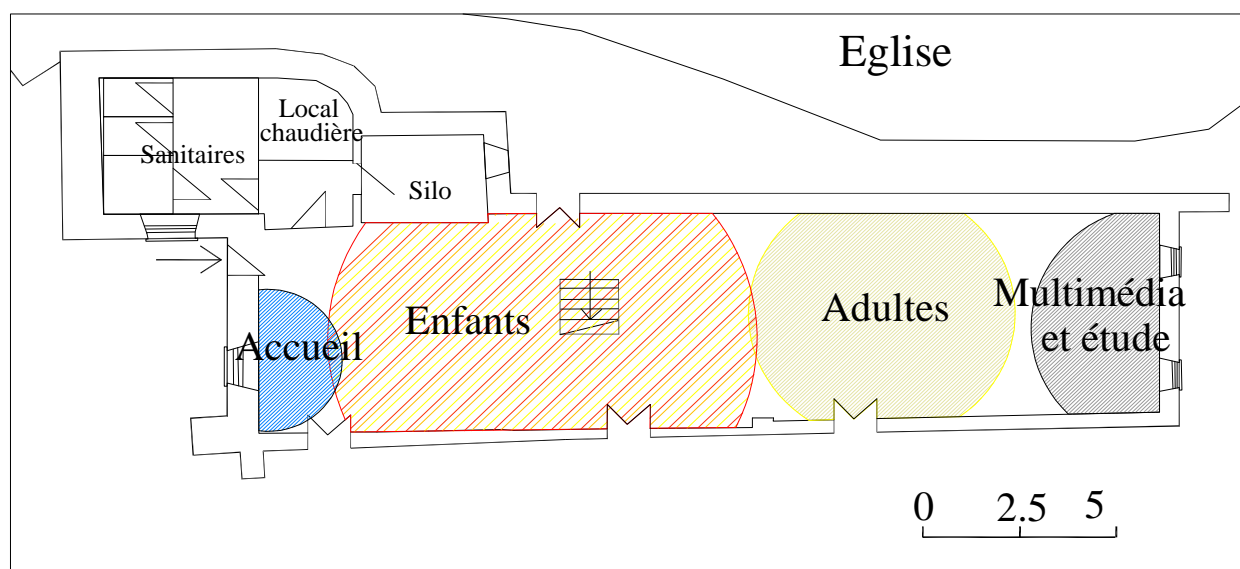 Eglise
Local
chaudière
Sanitaires
Silo
Enfants
Accueil
Adultes
Multimédia
et étude
0 2.5 5